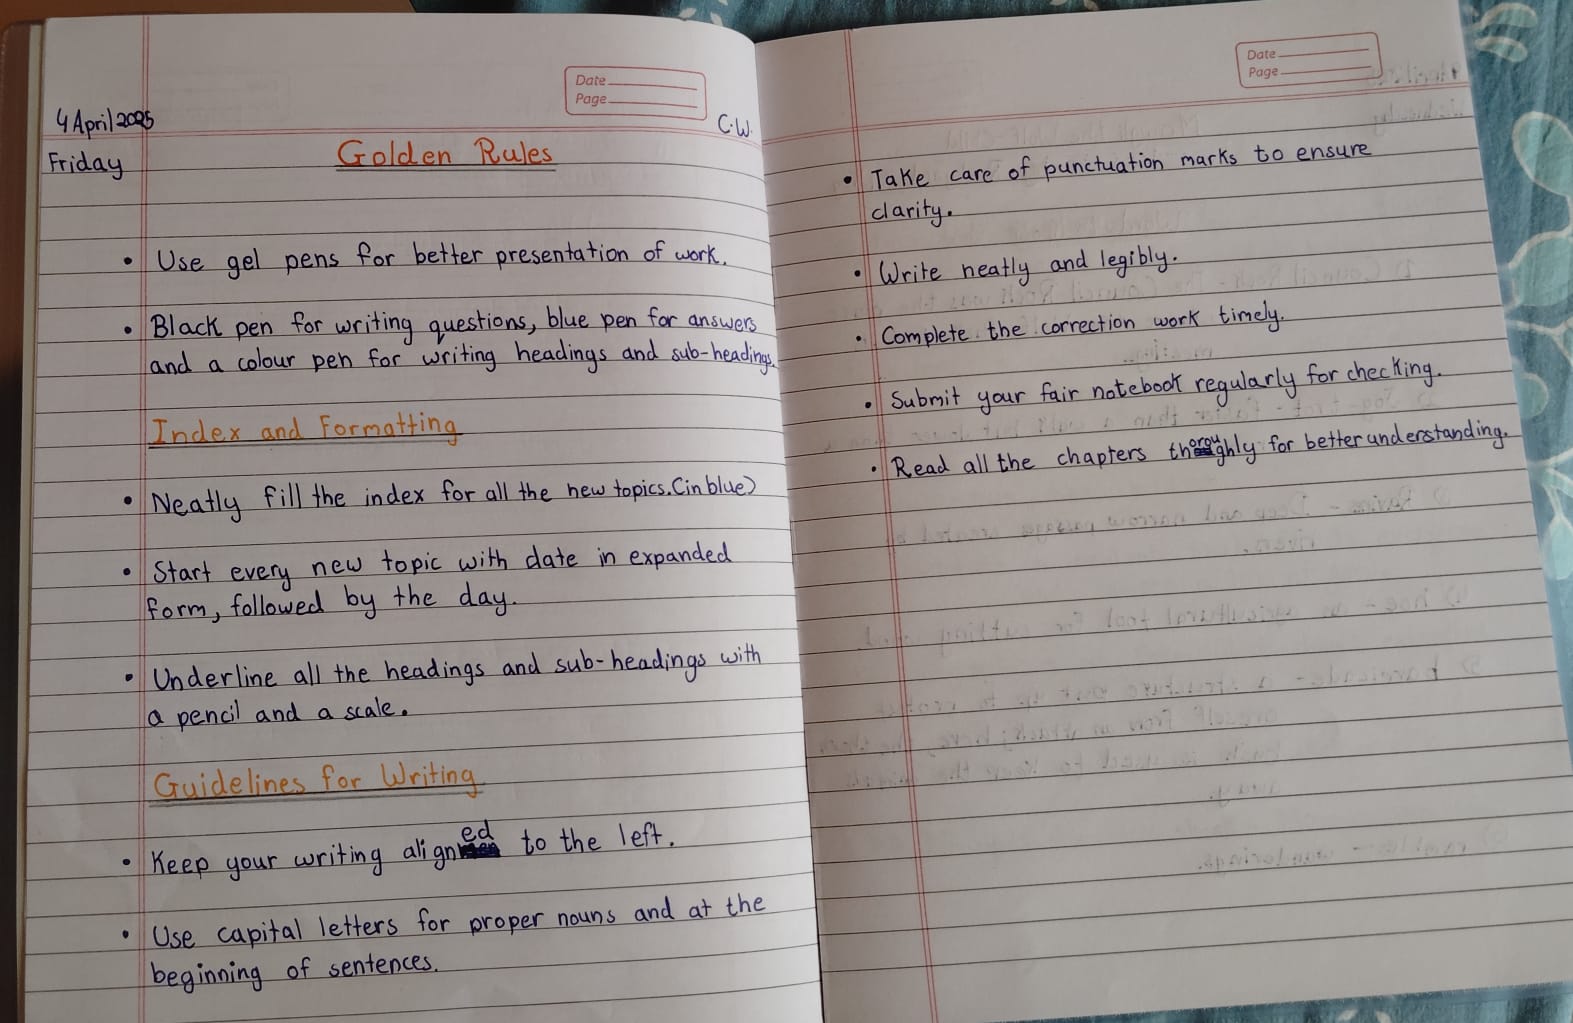 Date
Page
4 April 2025
C.W.
Friday
Golden Rules
• Use gel pens for better presentation of work.
• Black pen for writing questions, blue pen for answers
and a colour pen for writing headings and sub-headings.
Index and Formatting
• Neatly fill the index for all the new topics. (in blue)
• Start every new topic with date in expanded
form, followed by the day.
• Underline all the headings and sub-headings with
a pencil and a scale.
Guidelines for Writing
• Keep your writing aligned to the left.
• Use capital letters for proper nouns and at the
beginning of sentences.
Date
Page
• Take care of punctuation marks to ensure
clarity.
• Write neatly and legibly.
• Complete the correction work timely.
• Submit your fair notebook regularly for checking.
• Read all the chapters thoroughly for better understanding.